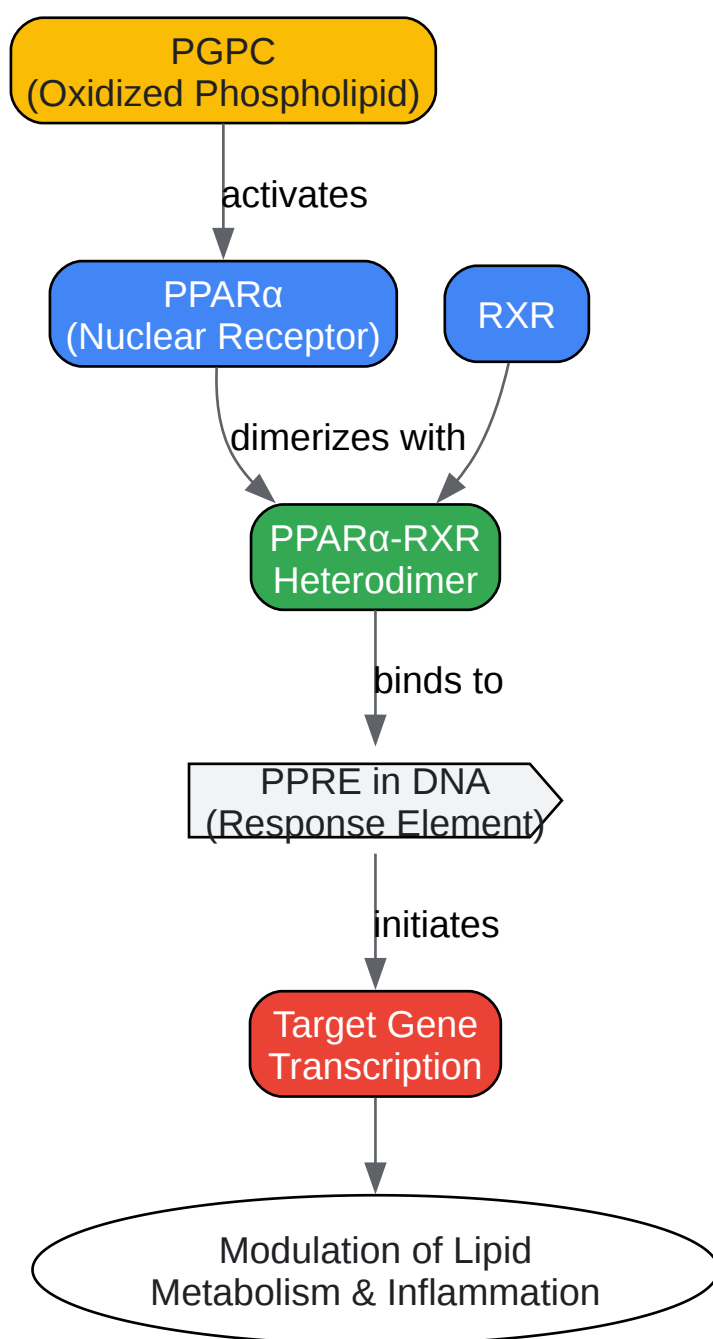 PGPC
(Oxidized Phospholipid)
activates
PPARα
(Nuclear Receptor)
RXR
dimerizes with
PPARα-RXR
Heterodimer
binds to
PPRE in DNA
(Response Element)
initiates
Target Gene
Transcription
Modulation of Lipid
Metabolism & Inflammation